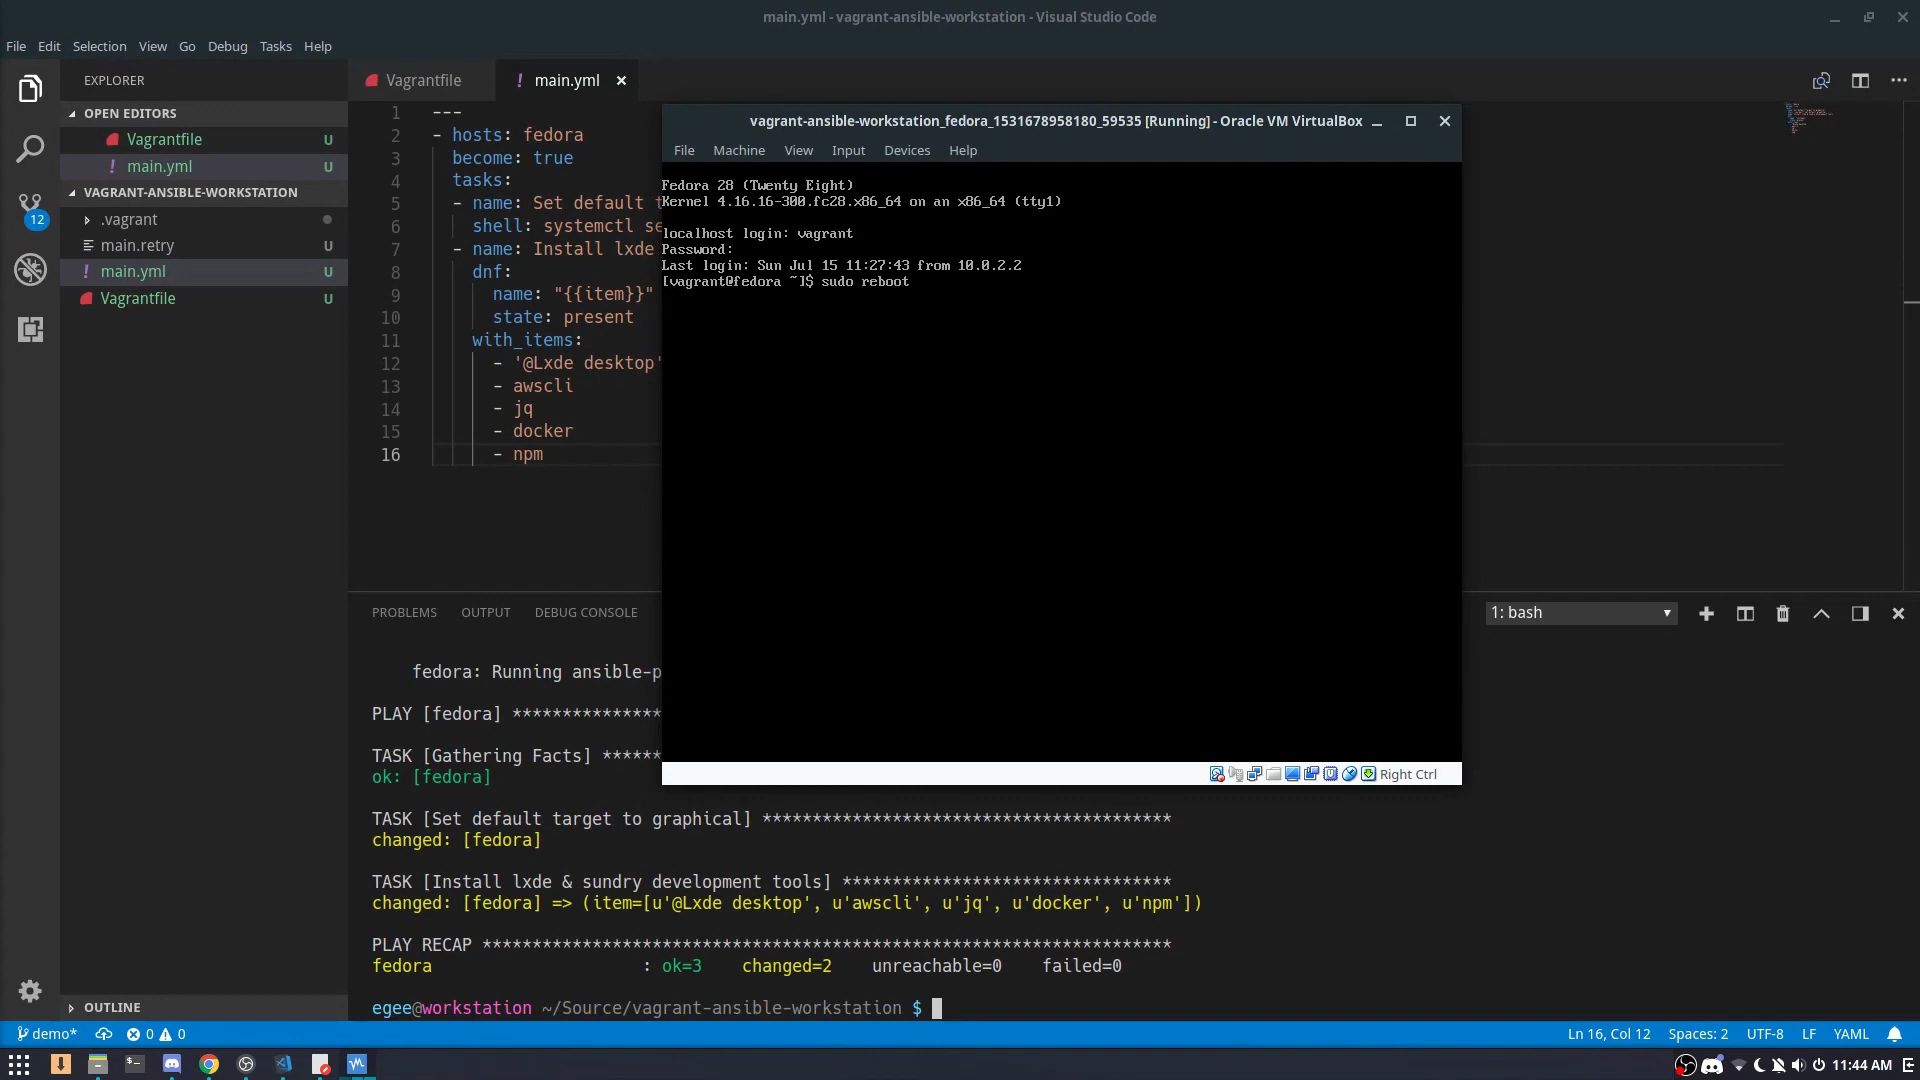 main.yml - vagrant-ansible-workstation - Visual Studio Code
File Edit Selection View Go Debug Tasks Help
EXPLORER
OPEN EDITORS
Vagrantfile U
! main.yml U
VAGRANT-ANSIBLE-WORKSTATION
.vagrant
main.retry
! main.yml U
Vagrantfile U
OUTLINE
12
Vagrantfile
! main.yml
1 ---
2 - hosts: fedora
3 become: true
4 tasks:
5 - name: Set default t
6 shell: systemctl se
7 - name: Install lxde
8 dnf:
9 name: "{{item}}"
10 state: present
11 with_items:
12 - '@Lxde desktop'
13 - awscli
14 - jq
15 - docker
16 - npm
vagrant-ansible-workstation_fedora_1531678958180_59535 [Running] - Oracle VM VirtualBox
File Machine View Input Devices Help
Fedora 28 (Twenty Eight)
Kernel 4.16.16-300.fc28.x86_64 on an x86_64 (tty1)
localhost login: vagrant
Password:
Last login: Sun Jul 15 11:27:43 from 10.0.2.2
[vagrant@fedora ~]$ sudo reboot
Right Ctrl
PROBLEMS OUTPUT DEBUG CONSOLE
1: bash
fedora: Running ansible-p
PLAY [fedora] ***************
TASK [Gathering Facts] ******
ok: [fedora]
TASK [Set default target to graphical] *****************************************
changed: [fedora]
TASK [Install lxde & sundry development tools] *********************************
changed: [fedora] => (item=[u'@Lxde desktop', u'awscli', u'jq', u'docker', u'npm'])
PLAY RECAP *********************************************************************
fedora : ok=3 changed=2 unreachable=0 failed=0
egee@workstation ~/Source/vagrant-ansible-workstation $
demo* 0 0
Ln 16, Col 12 Spaces: 2 UTF-8 LF YAML
11:44 AM